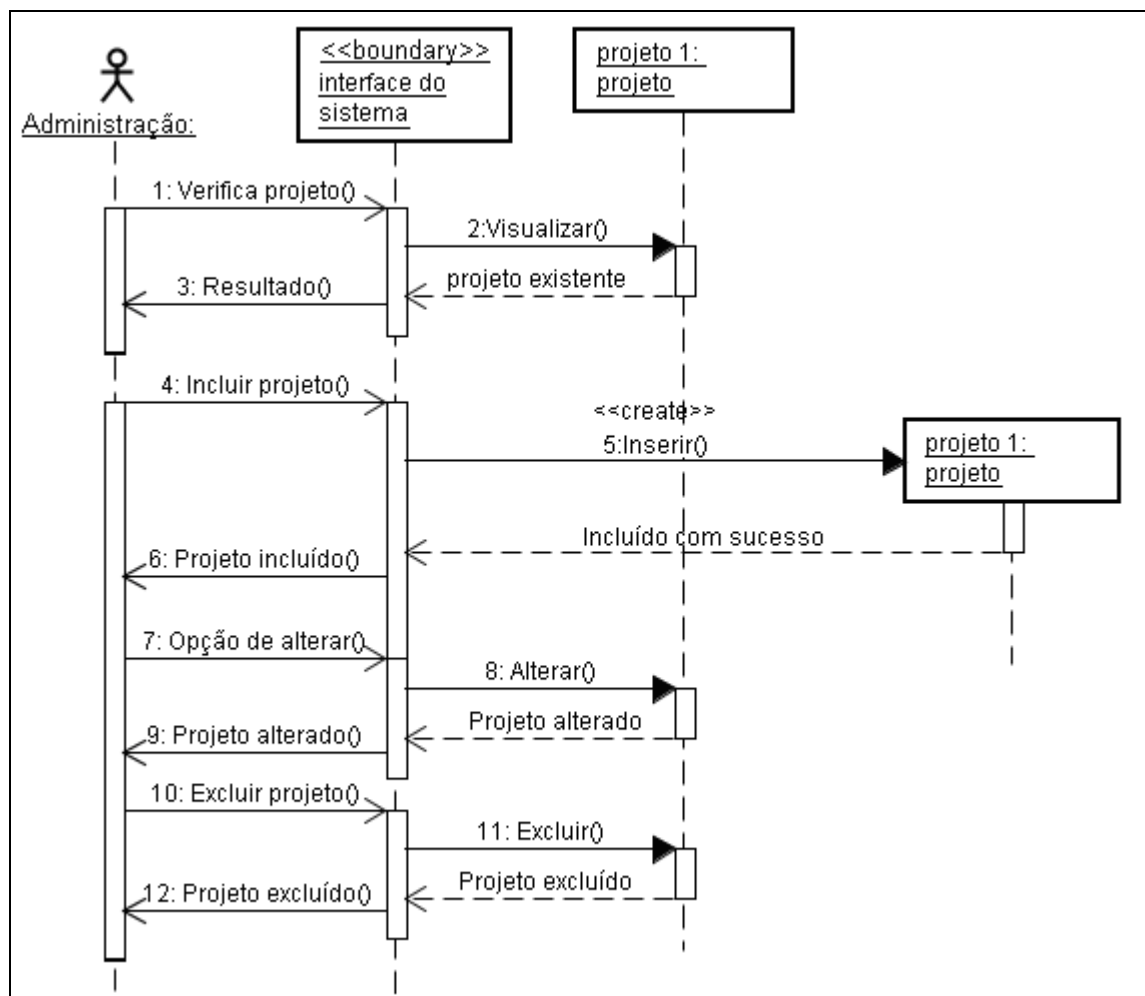 <<boundary>>
interface do
sistema
projeto 1:
projeto
Administração:
1: Verifica projeto()
2:Visualizar()
projeto existente
3: Resultado()
4: Incluir projeto()
<<create>>
5:Inserir()
projeto 1:
projeto
Incluído com sucesso
6: Projeto incluído()
7: Opção de alterar()
8: Alterar()
Projeto alterado
9: Projeto alterado()
10: Excluir projeto()
11: Excluir()
Projeto excluído
12: Projeto excluído()